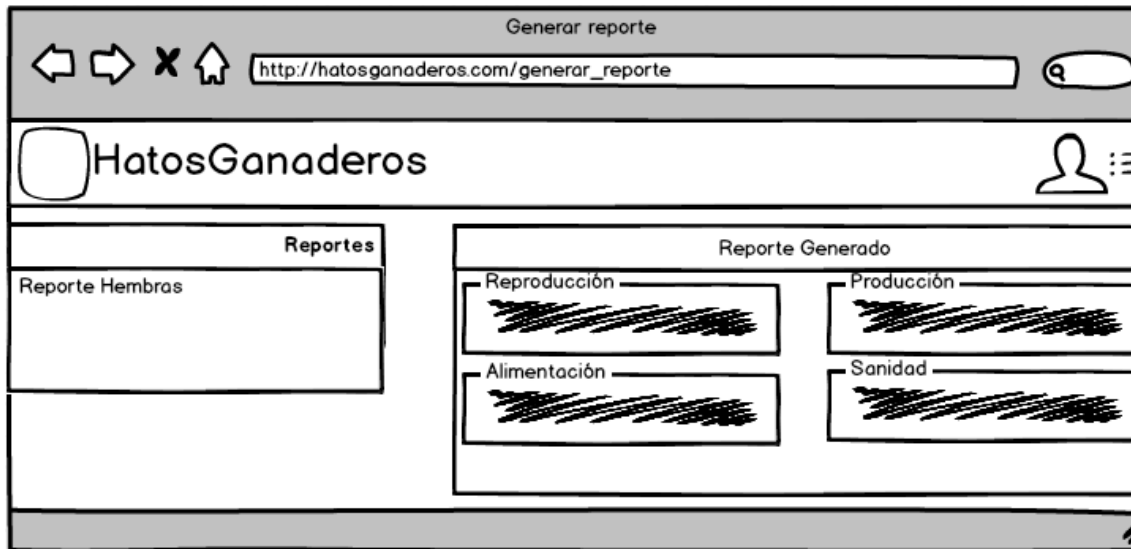 Generar reporte
http://hatosganaderos.com/generar_reporte
HatosGanaderos
Reportes
Reporte Hembras
Reporte Generado
Reproducción
Producción
Alimentación
Sanidad